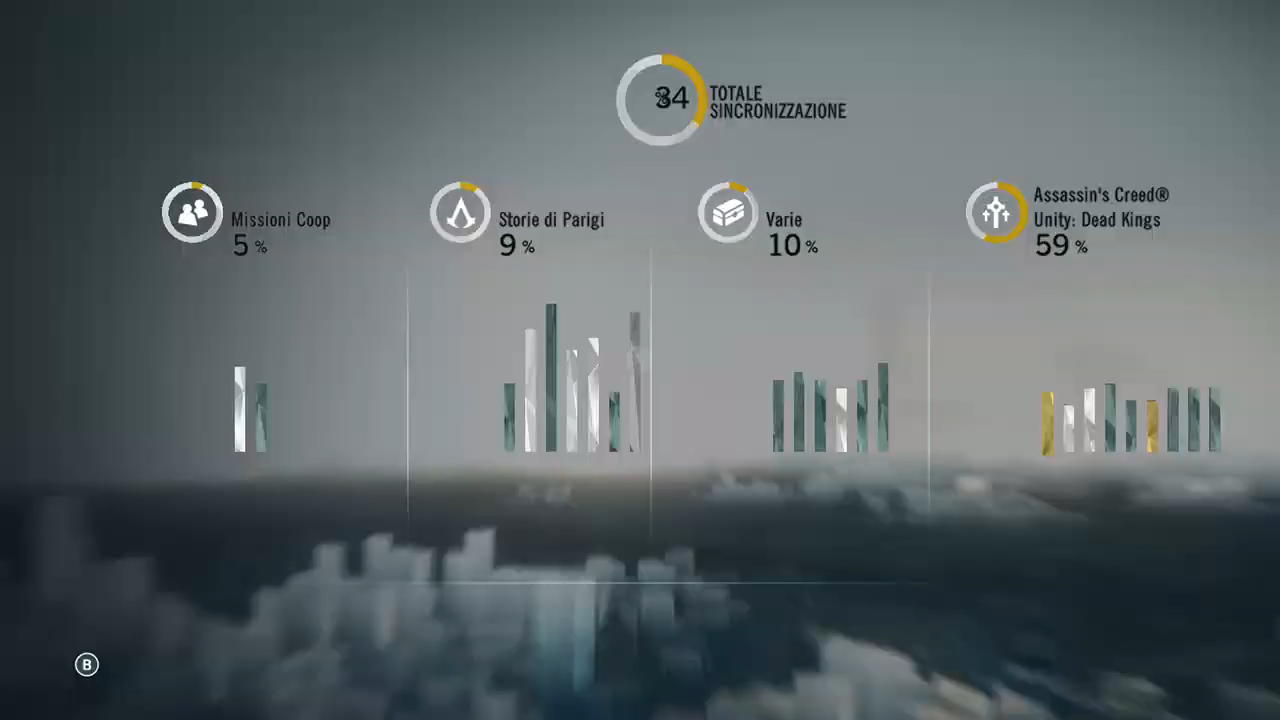 34 %
TOTALE
SINCRONIZZAZIONE
Missioni Coop
5 %
Storie di Parigi
9 %
Varie
10 %
Assassin's Creed®
Unity: Dead Kings
59 %
B